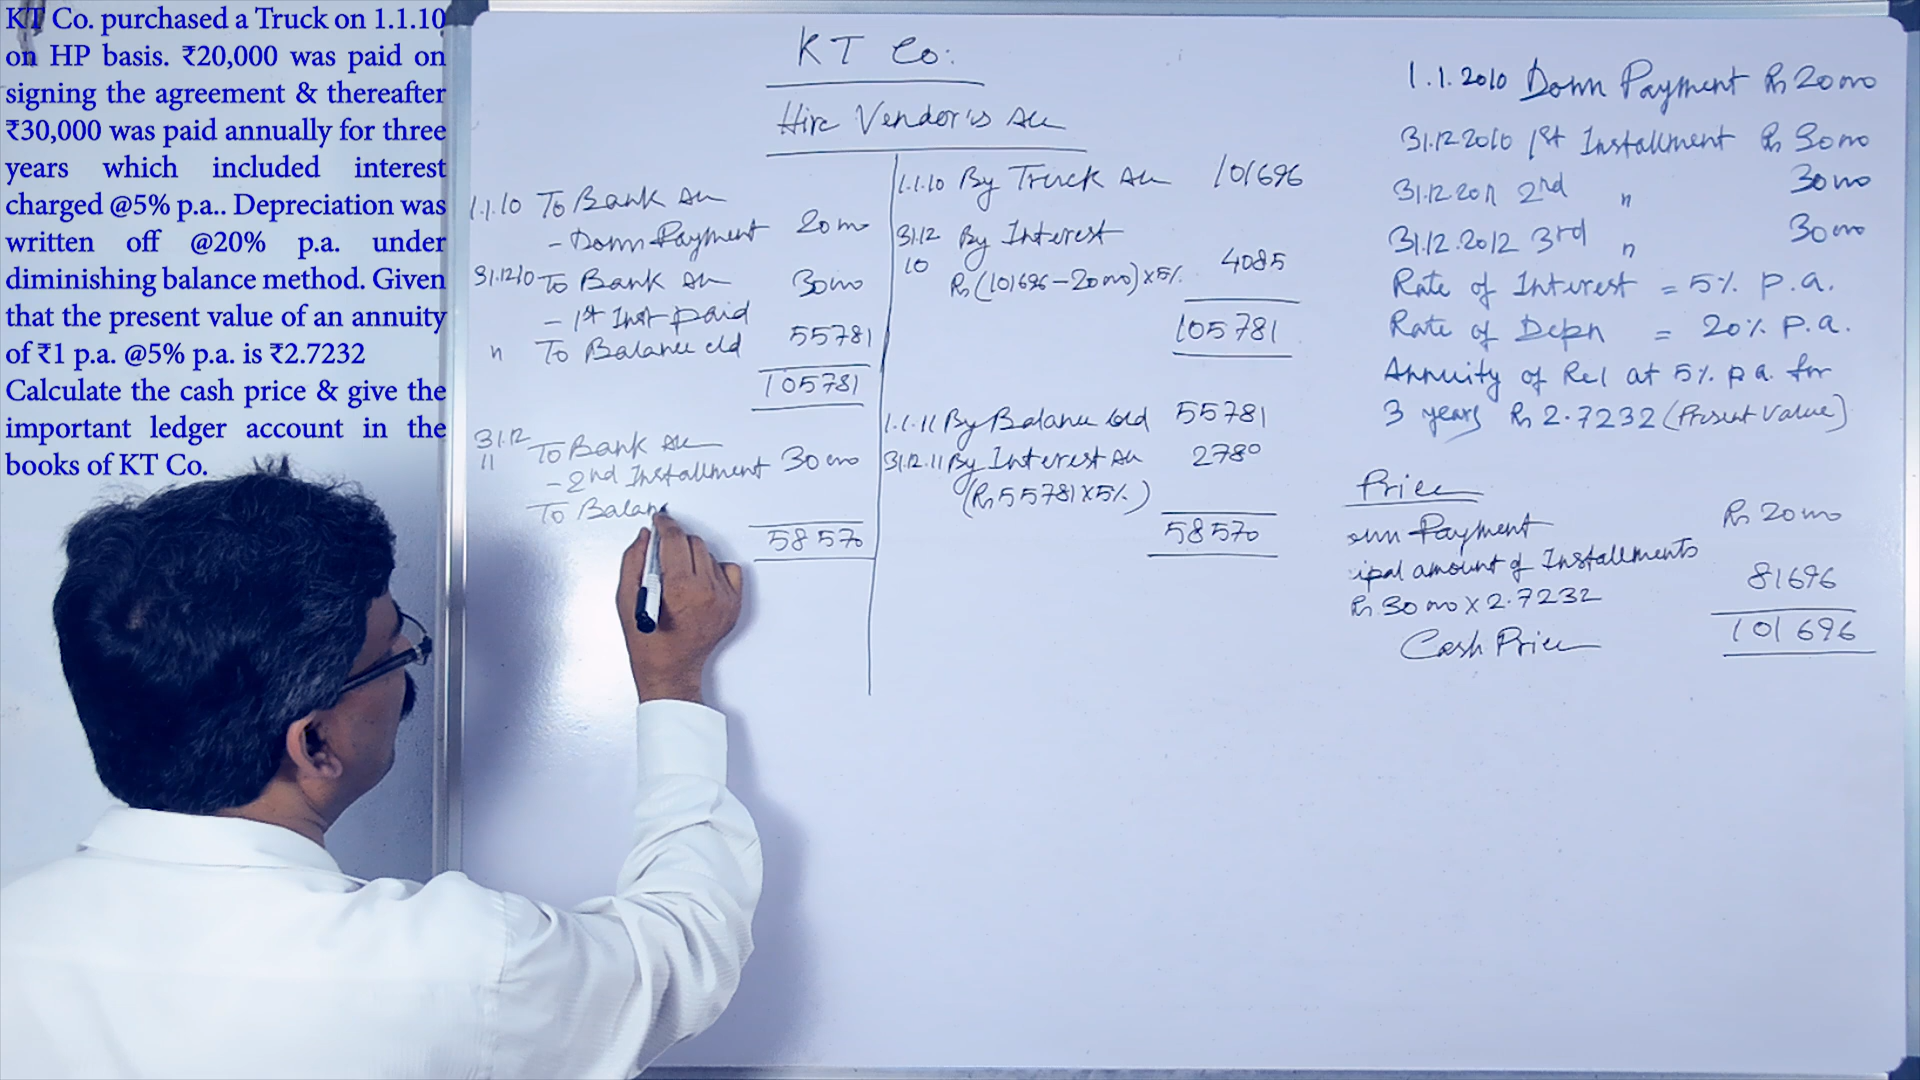 KT Co. purchased a Truck on 1.1.10
on HP basis. ₹20,000 was paid on
signing the agreement & thereafter
₹30,000 was paid annually for three
years which included interest
charged @5% p.a.. Depreciation was
written off @20% p.a. under
diminishing balance method. Given
that the present value of an annuity
of ₹1 p.a. @5% p.a. is ₹2.7232
Calculate the cash price & give the
important ledger account in the
books of KT Co.
KT Co.
Hire Vendor's A/c
1.1.10 To Bank A/c
- Down Payment 20000
31.12.10 To Bank A/c 30000
- 1st Inst paid
" To Balance c/d 55781
105781
31.12
11 To Bank A/c
- 2nd Installment 30000
To Balan
58570
1.1.10 By Truck A/c 101696
31.12
10 By Interest
Rs (101696-20000)x5% 4085
105781
1.1.11 By Balance b/d 55781
31.12.11 By Interest A/c 2780
(Rs 55781x5%)
58570
1.1.2010 Down Payment Rs 20000
31.12.2010 1st Installment Rs 30000
31.12.2011 2nd " 30000
31.12.2012 3rd " 30000
Rate of Interest = 5% p.a.
Rate of Depn = 20% p.a.
Annuity of Re1 at 5% p.a. for
3 years Rs 2.7232 (Present Value)
Price
own Payment Rs 20000
ipal amount of Installments
Rs 30000 x 2.7232 81696
Cash Price 101696